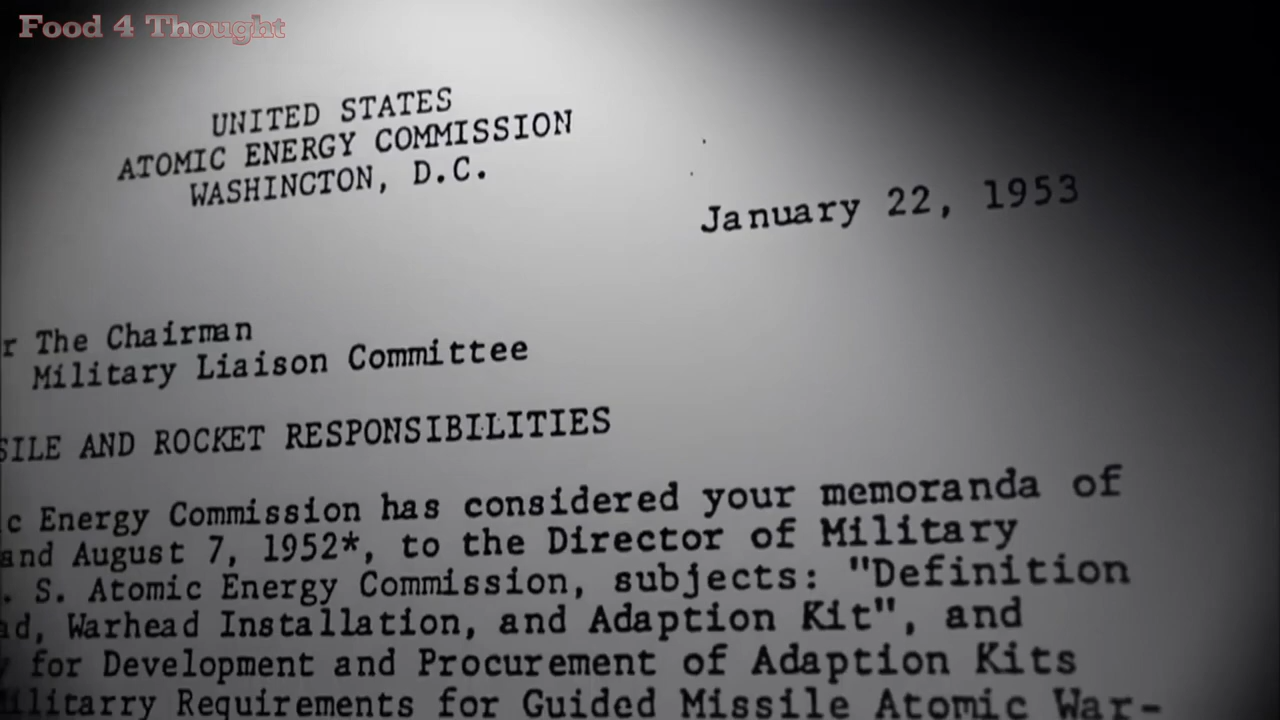 Food 4 Thought
UNITED STATES
ATOMIC ENERGY COMMISSION
WASHINGTON, D.C.
January 22, 1953
r The Chairman
Military Liaison Committee
SILE AND ROCKET RESPONSIBILITIES
c Energy Commission has considered your memoranda of
and August 7, 1952*, to the Director of Military
. S. Atomic Energy Commission, subjects: "Definition
ad, Warhead Installation, and Adaption Kit", and
for Development and Procurement of Adaption Kits
ilitarry Requirements for Guided Missile Atomic War-